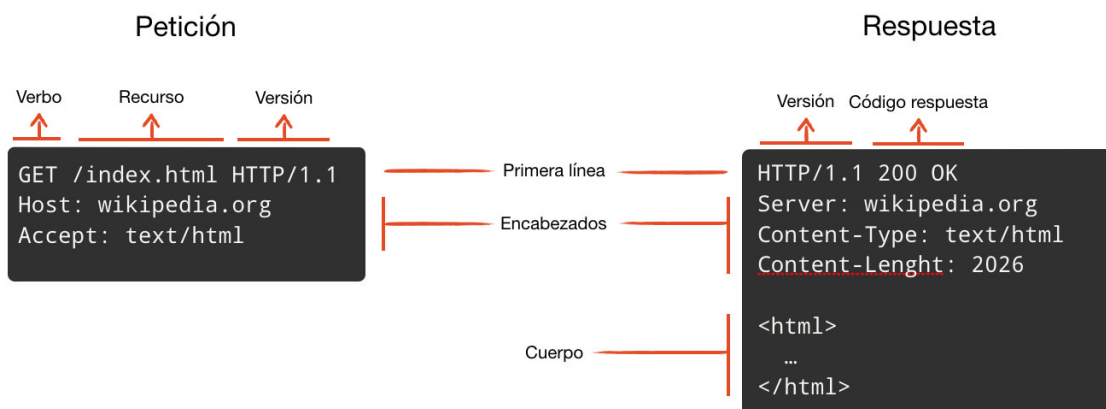 Petición
Respuesta
Verbo
Recurso
Versión
Versión
Código respuesta
GET /index.html HTTP/1.1
Host: wikipedia.org
Accept: text/html
Primera línea
Encabezados
Cuerpo
HTTP/1.1 200 OK
Server: wikipedia.org
Content-Type: text/html
Content-Lenght: 2026
<html>
…
</html>